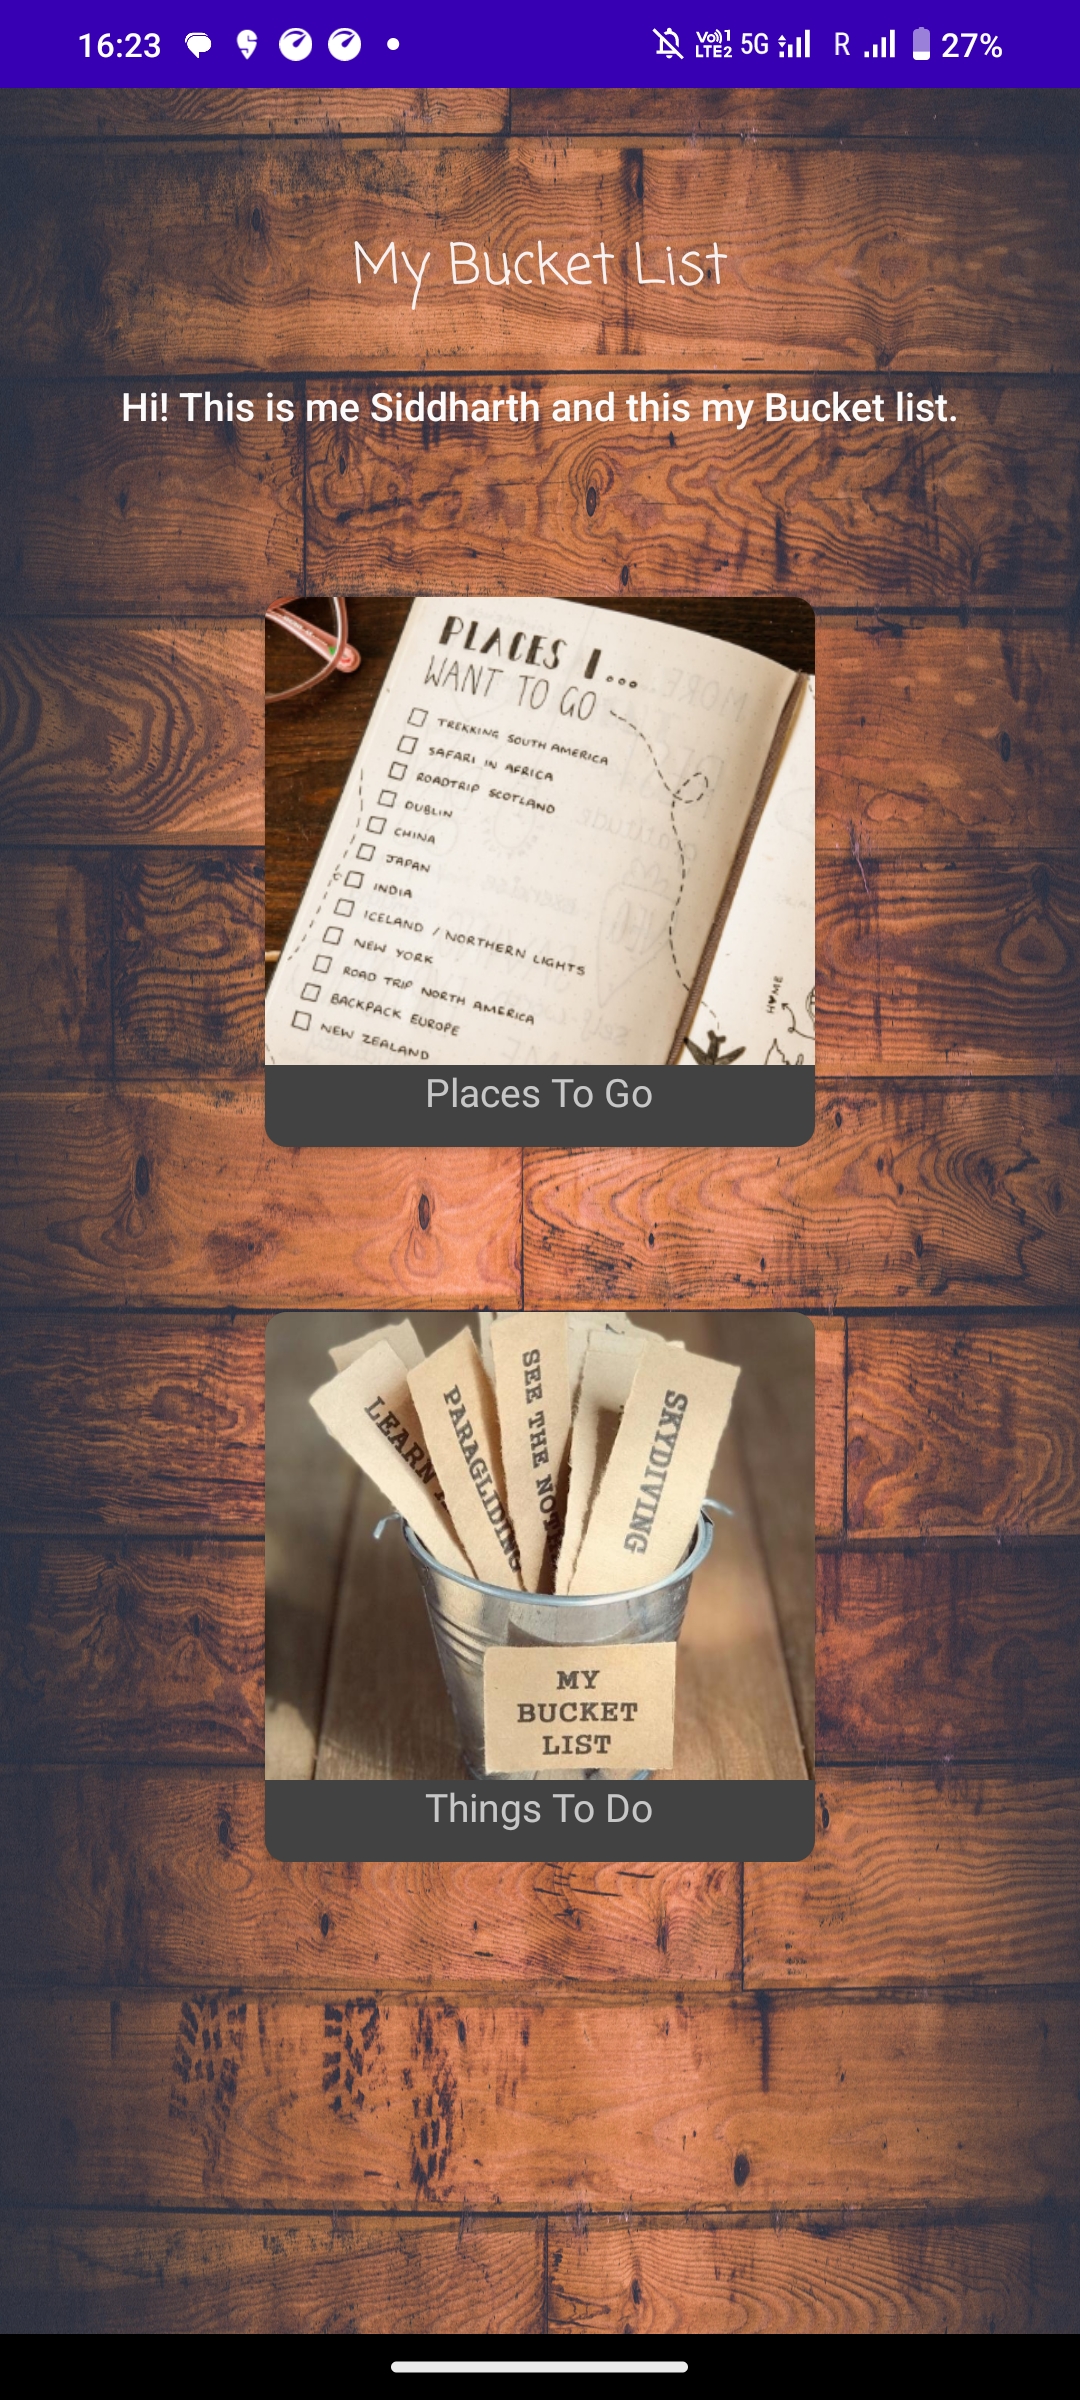 16:23
Vo)) 1
LTE2 5G R 27%
My Bucket List
Hi! This is me Siddharth and this my Bucket list.
PLACES I...
WANT TO GO
TREKKING SOUTH AMERICA
SAFARI IN AFRICA
ROADTRIP SCOTLAND
DUBLIN
CHINA
JAPAN
INDIA
ICELAND / NORTHERN LIGHTS
NEW YORK
ROAD TRIP NORTH AMERICA
BACKPACK EUROPE
NEW ZEALAND
HOME
Places To Go
LEARN
PARAGLIDING
SEE THE
SKYDIVING
MY
BUCKET
LIST
Things To Do